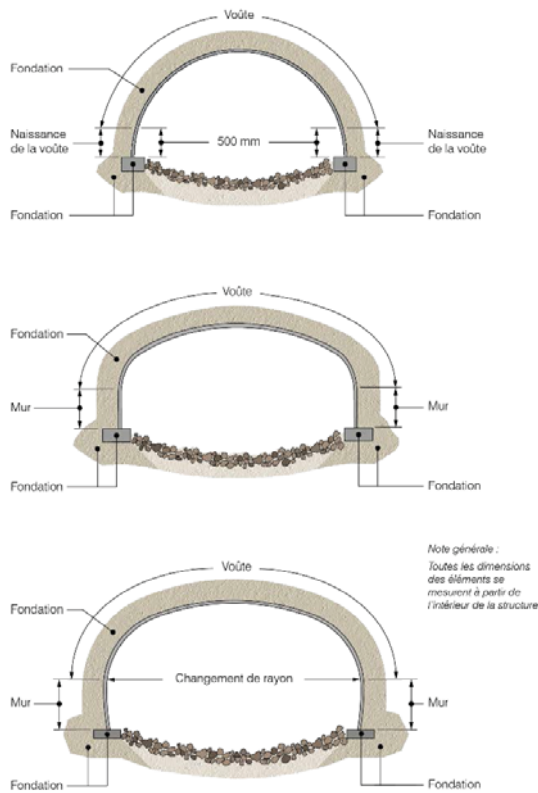 Voûte
Fondation
Naissance
de la voûte
500 mm
Naissance
de la voûte
Fondation
Fondation
Voûte
Fondation
Mur
Mur
Fondation
Fondation
Note générale :
Toutes les dimensions
des éléments se
mesurent à partir de
l'intérieur de la structure
Voûte
Fondation
Changement de rayon
Mur
Mur
Fondation
Fondation